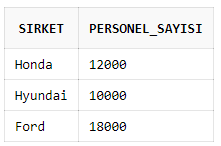 SIRKET PERSONEL_SAYISI
Honda 12000
Hyundai 10000
Ford 18000